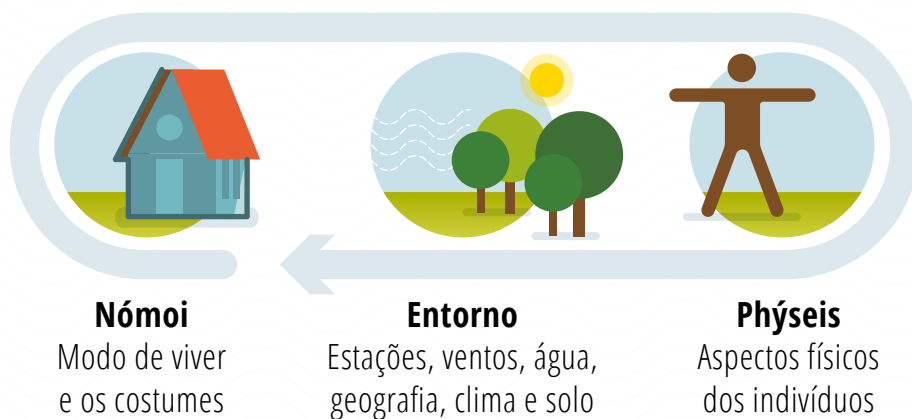 Nómoi
Modo de viver
e os costumes
Entorno
Estações, ventos, água,
geografia, clima e solo
Phýseis
Aspectos físicos
dos indivíduos